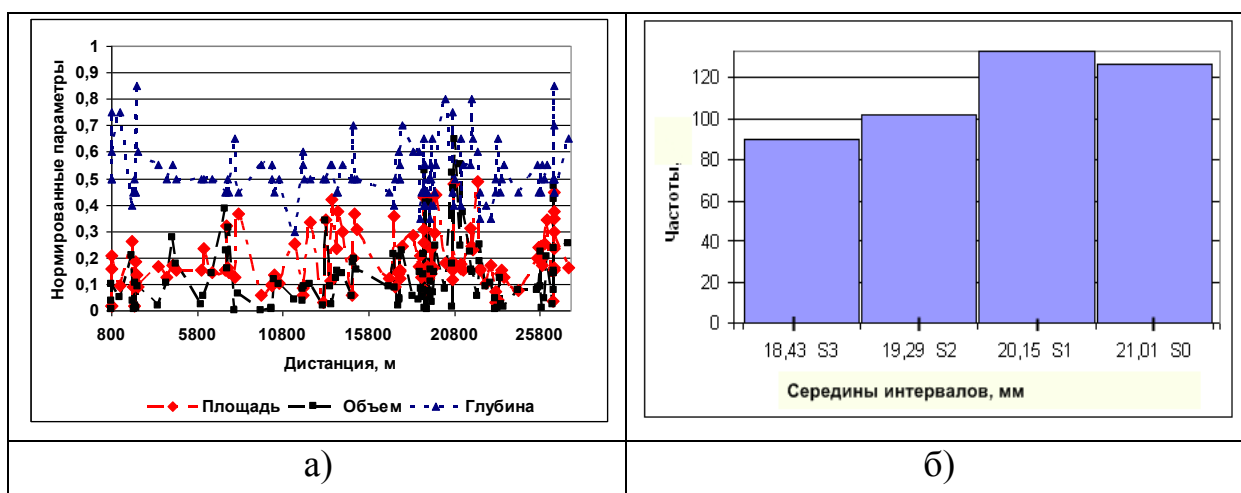 Нормированные параметры
1
0,9
0,8
0,7
0,6
0,5
0,4
0,3
0,2
0,1
0
800 5800 10800 15800 20800 25800
Дистанция, м
Площадь Объем Глубина
а)
Частоты,
120
100
80
60
40
20
0
18,43 S3 19,29 S2 20,15 S1 21,01 S0
Середины интервалов, мм
б)